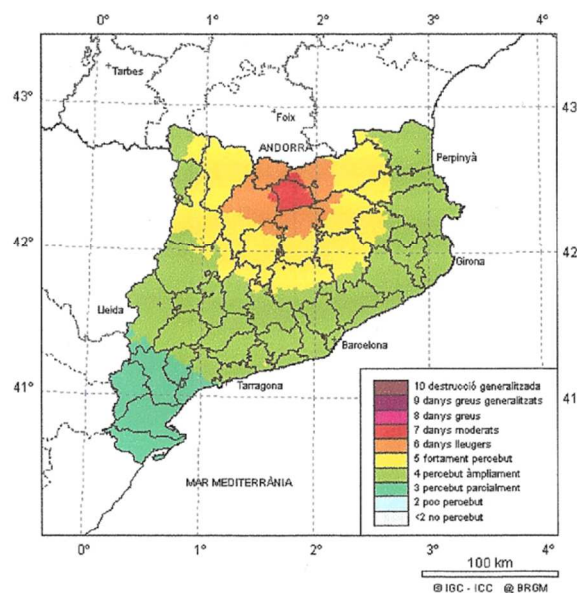 0° 1° 2° 3° 4°
Tarbes
43° 43
Foix
ANDORRA
Perpinyà
42° 42°
Girona
Lleida
Barcelona
41° Tarragona 41°
10 destrucció generalitzada
9 danys greus generalitzats
8 danys greus
7 danys moderats
6 danys lleugers
5 fortament percebut
4 percebut àmpliament
3 percebut parcialment
2 poo percebut
<2 no percebut
MAR MEDITERRÀNIA
0° 1° 2° 3° 4°
100 km
© IGC - ICC @ BRGM